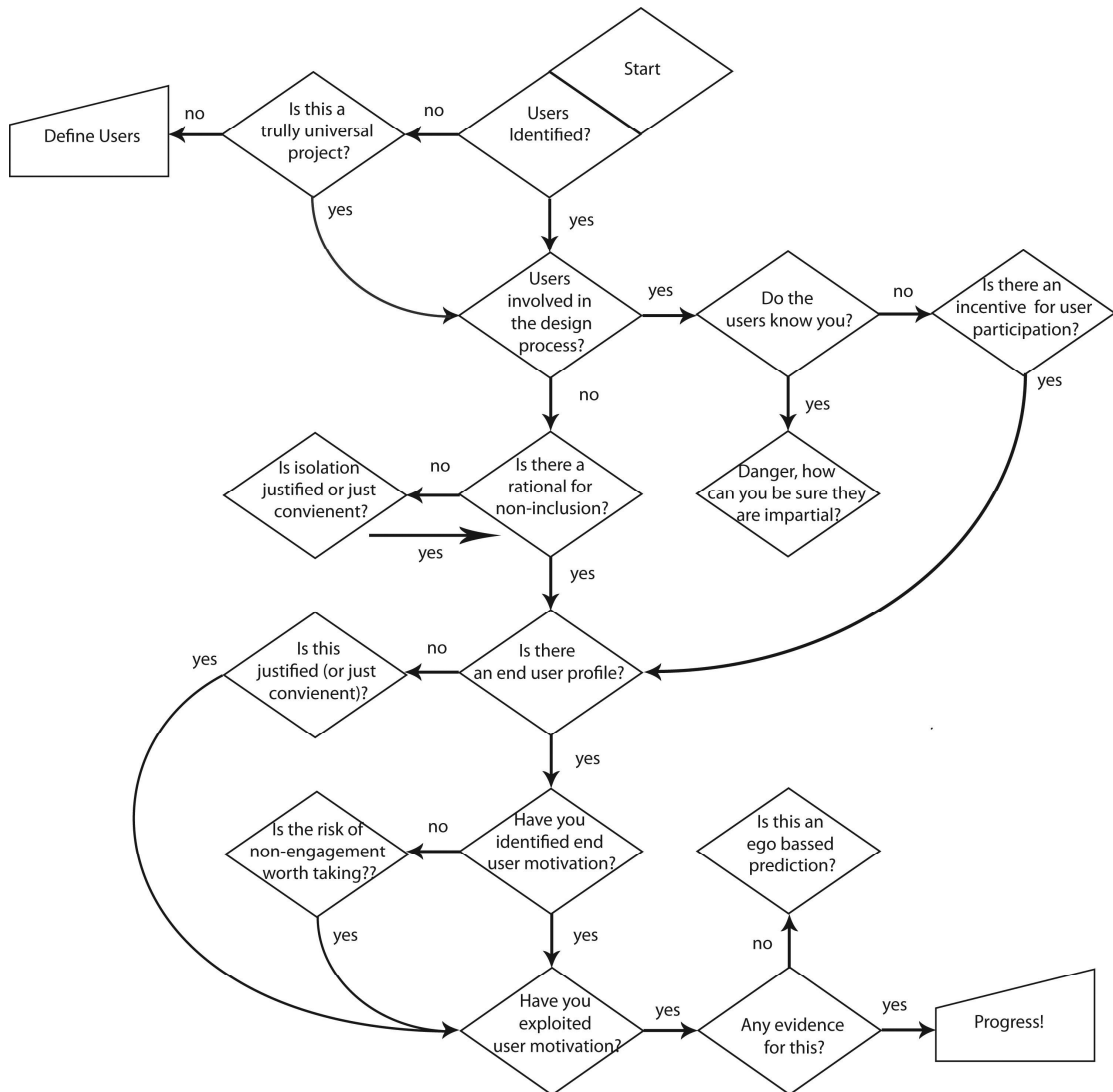 Start
Users
Identified?
no
Is this a
trully universal
project?
no
Define Users
yes
yes
Users
involved in
the design
process?
yes
Do the
users know you?
no
Is there an
incentive for user
participation?
yes
yes
no
Danger, how
can you be sure they
are impartial?
Is there a
rational for
non-inclusion?
no
Is isolation
justified or just
convienent?
yes
yes
Is there
an end user profile?
no
Is this
justified (or just
convienent)?
yes
yes
Have you
identified end
user motivation?
no
Is the risk of
non-engagement
worth taking??
yes
yes
Have you
exploited
user motivation?
yes
Any evidence
for this?
no
Is this an
ego bassed
prediction?
yes
Progress!